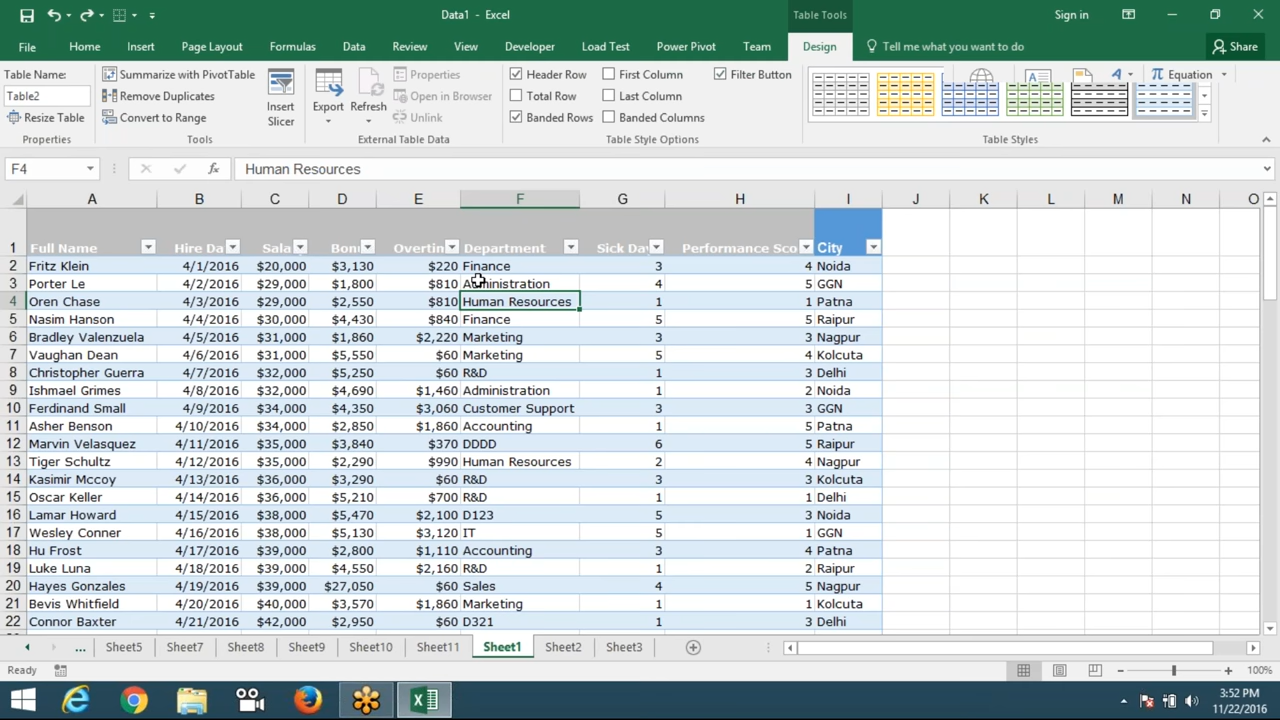 Data1 - Excel
Table Tools
Sign in
File
Home
Insert
Page Layout
Formulas
Data
Review
View
Developer
Load Test
Power Pivot
Team
Design
Tell me what you want to do
Share
Table Name:
Table2
Resize Table
Properties
Summarize with PivotTable
Remove Duplicates
Convert to Range
Insert
Slicer
Tools
Export
Refresh
Properties
Open in Browser
Unlink
External Table Data
Header Row
Total Row
Banded Rows
First Column
Last Column
Banded Columns
Filter Button
Table Style Options
Equation
Table Styles
F4
fx
Human Resources
A B C D E F G H I J K L M N O
1 Full Name Hire Da Sala Bon Overtin Department Sick Da Performance Sco City
2 Fritz Klein 4/1/2016 $20,000 $3,130 $220 Finance 3 4 Noida
3 Porter Le 4/2/2016 $29,000 $1,800 $810 Administration 4 5 GGN
4 Oren Chase 4/3/2016 $29,000 $2,550 $810 Human Resources 1 1 Patna
5 Nasim Hanson 4/4/2016 $30,000 $4,430 $840 Finance 5 5 Raipur
6 Bradley Valenzuela 4/5/2016 $31,000 $1,860 $2,220 Marketing 3 3 Nagpur
7 Vaughan Dean 4/6/2016 $31,000 $5,550 $60 Marketing 5 4 Kolcuta
8 Christopher Guerra 4/7/2016 $32,000 $5,250 $60 R&D 1 3 Delhi
9 Ishmael Grimes 4/8/2016 $32,000 $4,690 $1,460 Administration 1 2 Noida
10 Ferdinand Small 4/9/2016 $34,000 $4,350 $3,060 Customer Support 3 3 GGN
11 Asher Benson 4/10/2016 $34,000 $2,850 $1,860 Accounting 1 5 Patna
12 Marvin Velasquez 4/11/2016 $35,000 $3,840 $370 DDDD 6 5 Raipur
13 Tiger Schultz 4/12/2016 $35,000 $2,290 $990 Human Resources 2 4 Nagpur
14 Kasimir Mccoy 4/13/2016 $36,000 $3,290 $60 R&D 3 3 Kolcuta
15 Oscar Keller 4/14/2016 $36,000 $5,210 $700 R&D 1 1 Delhi
16 Lamar Howard 4/15/2016 $38,000 $5,470 $2,100 D123 5 3 Noida
17 Wesley Conner 4/16/2016 $38,000 $5,130 $3,120 IT 5 1 GGN
18 Hu Frost 4/17/2016 $39,000 $2,800 $1,110 Accounting 3 4 Patna
19 Luke Luna 4/18/2016 $39,000 $4,550 $2,160 R&D 1 2 Raipur
20 Hayes Gonzales 4/19/2016 $39,000 $27,050 $60 Sales 4 5 Nagpur
21 Bevis Whitfield 4/20/2016 $40,000 $3,570 $1,860 Marketing 1 1 Kolcuta
22 Connor Baxter 4/21/2016 $42,000 $2,950 $60 D321 1 3 Delhi
... Sheet5 Sheet7 Sheet8 Sheet9 Sheet10 Sheet11 Sheet1 Sheet2 Sheet3
Ready
100%
3:52 PM
11/22/2016